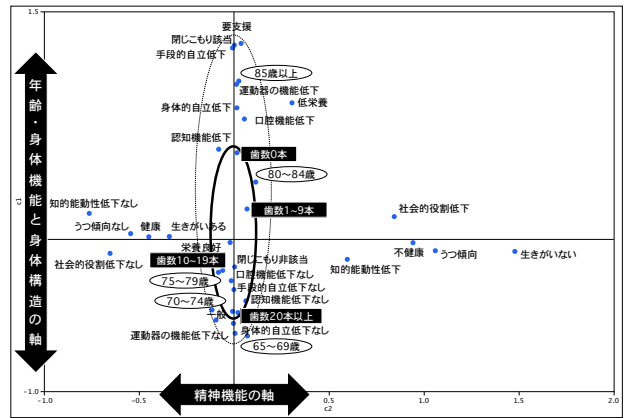 1.5
要支援
閉じこもり該当
手段的自立低下
85歳以上
運動器の機能低下
低栄養
身体的自立低下
口腔機能低下
認知機能低下
歯数0本
80〜84歳
知的能動性低下なし
歯数1~9本
社会的役割低下
うつ傾向なし
健康
生きがいある
栄養良好
不健康
うつ傾向
生きがいない
社会的役割低下なし
歯数10~19本
閉じこもり非該当
知的能動性低下
75〜79歳
口腔機能低下なし
手段的自立低下なし
70〜74歳
認知機能低下なし
一般
歯数20本以上
運動器の機能低下なし
身体的自立低下なし
65〜69歳
年齢・身体機能と身体構造の軸
c1
-1.0
-1.0
-0.5
0.0
0.5
1.0
1.5
2.0
精神機能の軸
c2